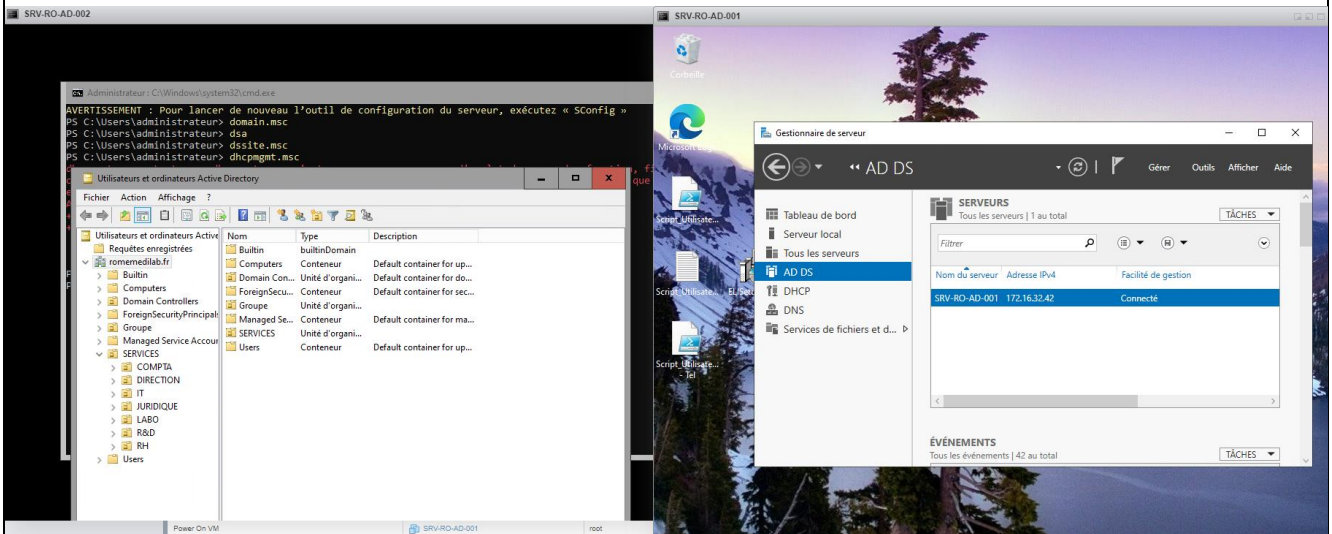 SRV-RO-AD-002
Administrateur : C:\Windows\system32\cmd.exe
AVERTISSEMENT : Pour lancer de nouveau l'outil de configuration du serveur, exécutez « SConfig »
PS C:\Users\administrateur> domain.msc
PS C:\Users\administrateur> dsa
PS C:\Users\administrateur> dssite.msc
PS C:\Users\administrateur> dhcpmgmt.msc
Utilisateurs et ordinateurs Active Directory
Fichier Action Affichage ?
Utilisateurs et ordinateurs Active
Requêtes enregistrées
romemedilab.fr
Builtin
Computers
Domain Controllers
ForeignSecurityPrincipals
Groupe
Managed Service Accour
SERVICES
COMPTA
DIRECTION
IT
JURIDIQUE
LABO
R&D
RH
Users
Nom Type Description
Builtin builtinDomain
Computers Conteneur Default container for up...
Domain Con... Unité d'organi... Default container for do...
ForeignSecu... Conteneur Default container for sec...
Groupe Unité d'organi...
Managed Se... Conteneur Default container for ma...
SERVICES Unité d'organi...
Users Conteneur Default container for up...
Power On VM SRV-RO-AD-001 root
SRV-RO-AD-001
Corbeille
Microsoft
Script_Utilisate...
Script_Utilisate...
Script_Utilisate...
- Tel
Gestionnaire de serveur
AD DS
Gérer Outils Afficher Aide
Tableau de bord
Serveur local
Tous les serveurs
AD DS
DHCP
DNS
Services de fichiers et d...
SERVEURS
Tous les serveurs | 1 au total
TÂCHES
Filtrer
Nom du serveur Adresse IPv4 Facilité de gestion
SRV-RO-AD-001 172.16.32.42 Connecté
ÉVÉNEMENTS
Tous les événements | 42 au total
TÂCHES